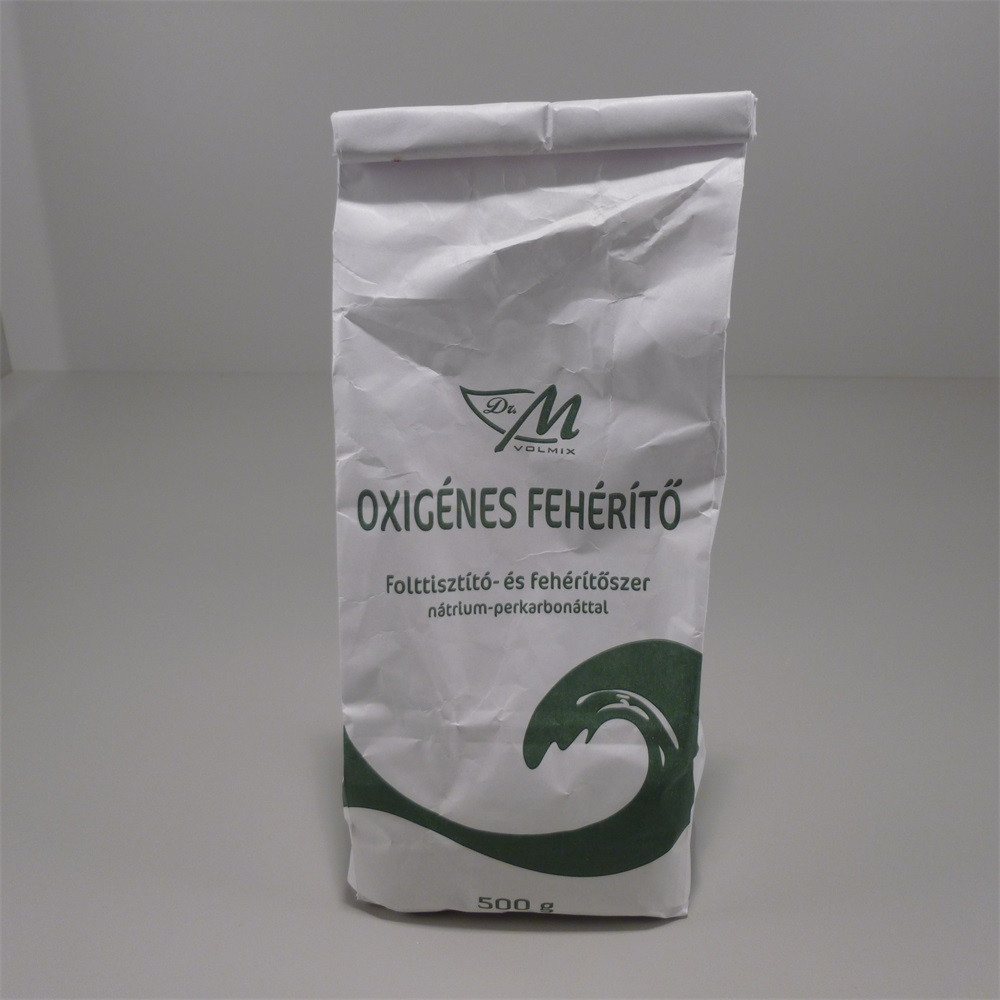 Dr. M
VOLMIX
OXIGÉNES FEHÉRÍTŐ
Folttisztító- és fehérítőszer
nátrium-perkarbonáttal
500 g